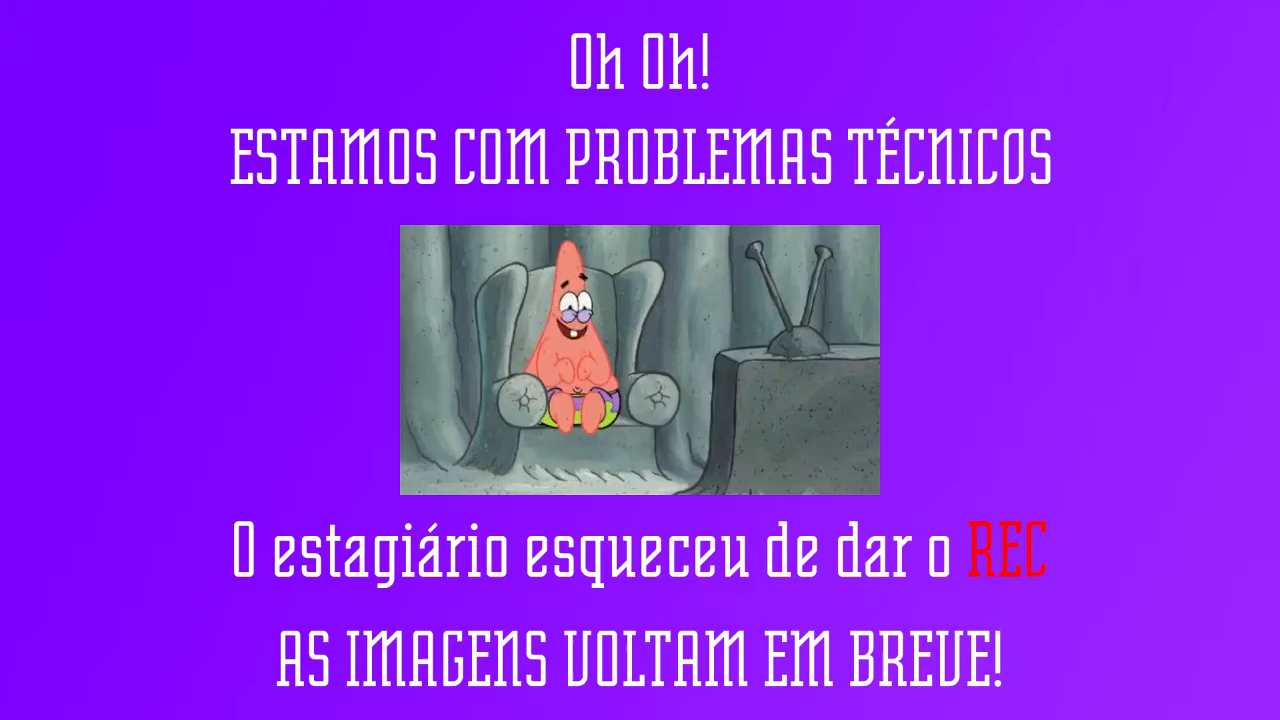 Oh Oh!
ESTAMOS COM PROBLEMAS TÉCNICOS
O estagiário esqueceu de dar o REC
AS IMAGENS VOLTAM EM BREVE!